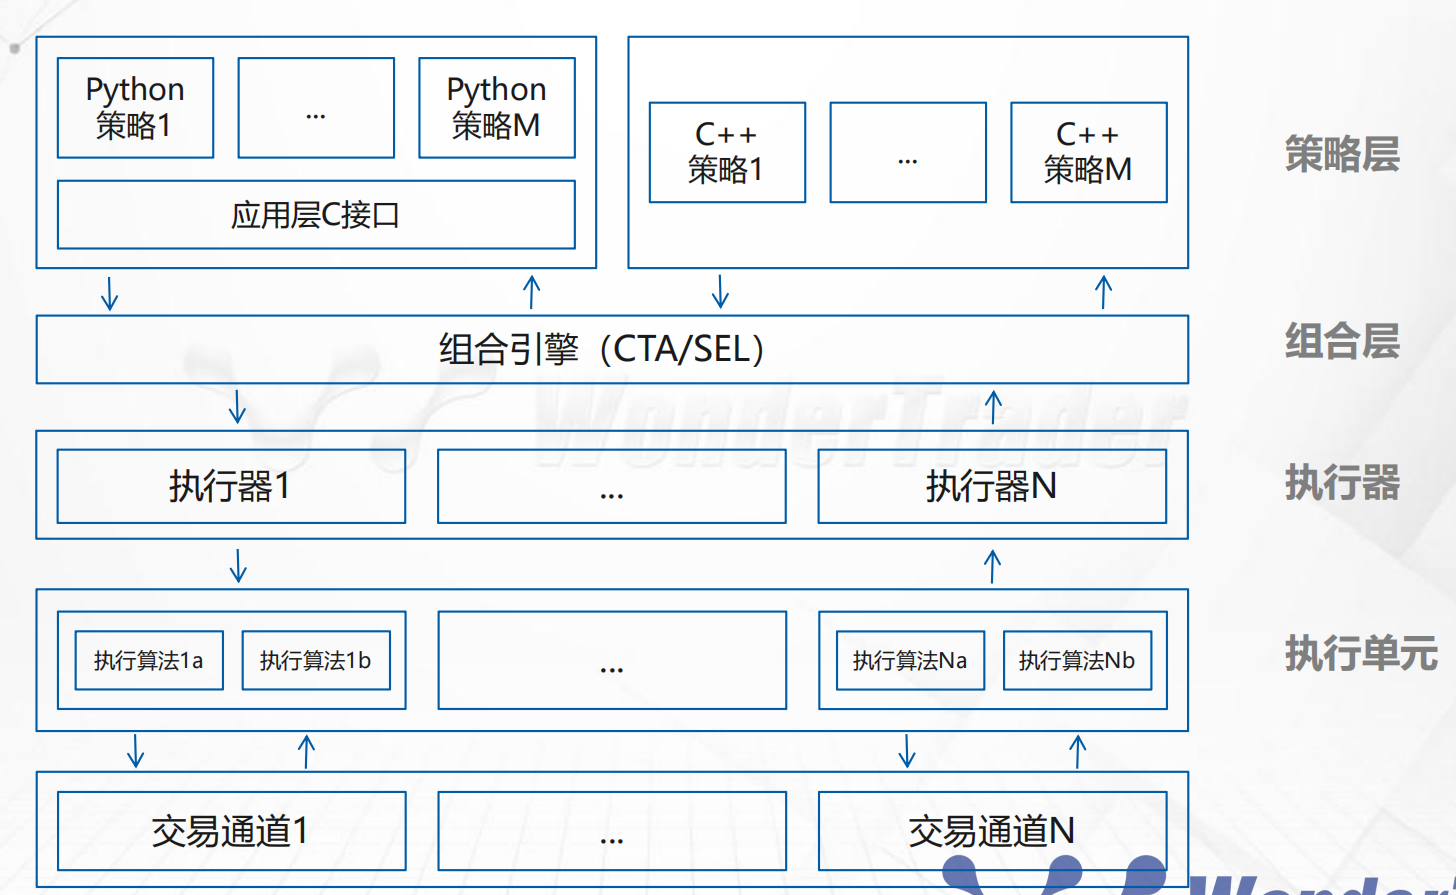 Python
策略1
...
Python
策略M
应用层C接口
C++
策略1
...
C++
策略M
策略层
组合引擎（CTA/SEL）
组合层
WonderTrader
执行器1
...
执行器N
执行器
执行算法1a
执行算法1b
...
执行算法Na
执行算法Nb
执行单元
交易通道1
...
交易通道N